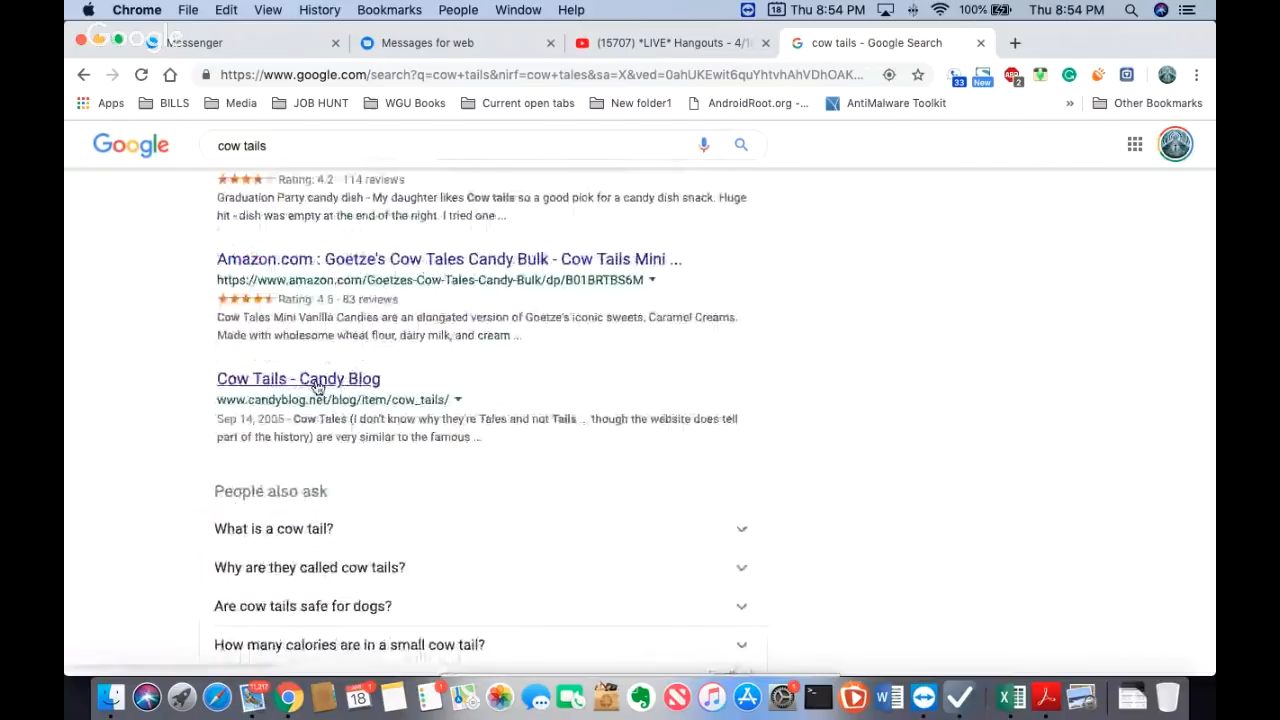 Chrome File Edit View History Bookmarks People Window Help 18 Thu 8:54 PM 100% Thu 8:54 PM
Google
Messenger Messages for web (15707) *LIVE* Hangouts - 4/1 cow tails - Google Search
https://www.google.com/search?q=cow+tails&nirf=cow+tales&sa=X&ved=0ahUKEwit6quYhtvhAhVDhOAK... 33 New ABP 2
Apps BILLS Media JOB HUNT WGU Books Current open tabs New folder1 AndroidRoot.org -... AntiMalware Toolkit » Other Bookmarks
Google cow tails
Rating: 4.2 - 114 reviews
Graduation Party candy dish - My daughter likes Cow tails so a good pick for a candy dish snack. Huge
hit - dish was empty at the end of the night. I tried one ...
Amazon.com : Goetze's Cow Tales Candy Bulk - Cow Tails Mini ...
https://www.amazon.com/Goetzes-Cow-Tales-Candy-Bulk/dp/B01BRTBS6M
Rating: 4.6 - 83 reviews
Cow Tales Mini Vanilla Candies are an elongated version of Goetze's iconic sweets, Caramel Creams.
Made with wholesome wheat flour, dairy milk, and cream ...
Cow Tails - Candy Blog
www.candyblog.net/blog/item/cow_tails/
Sep 14, 2005 - Cow Tales (I don't know why they're Tales and not Tails ... though the website does tell
part of the history) are very similar to the famous ...
People also ask
What is a cow tail?
Why are they called cow tails?
Are cow tails safe for dogs?
How many calories are in a small cow tail?
18